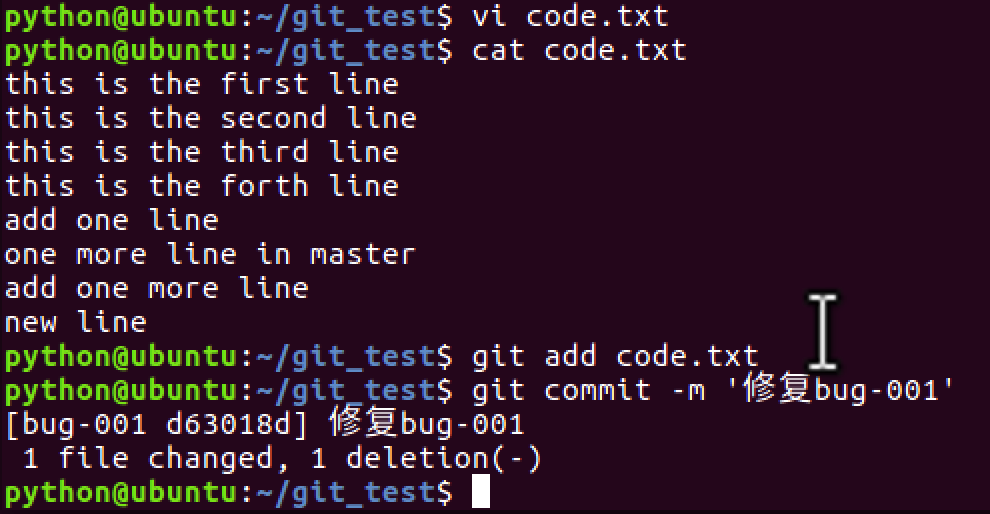 python@ubuntu:~/git_test$ vi code.txt
python@ubuntu:~/git_test$ cat code.txt
this is the first line
this is the second line
this is the third line
this is the forth line
add one line
one more line in master
add one more line
new line
python@ubuntu:~/git_test$ git add code.txt
python@ubuntu:~/git_test$ git commit -m '修复bug-001'
[bug-001 d63018d] 修复bug-001
 1 file changed, 1 deletion(-)
python@ubuntu:~/git_test$